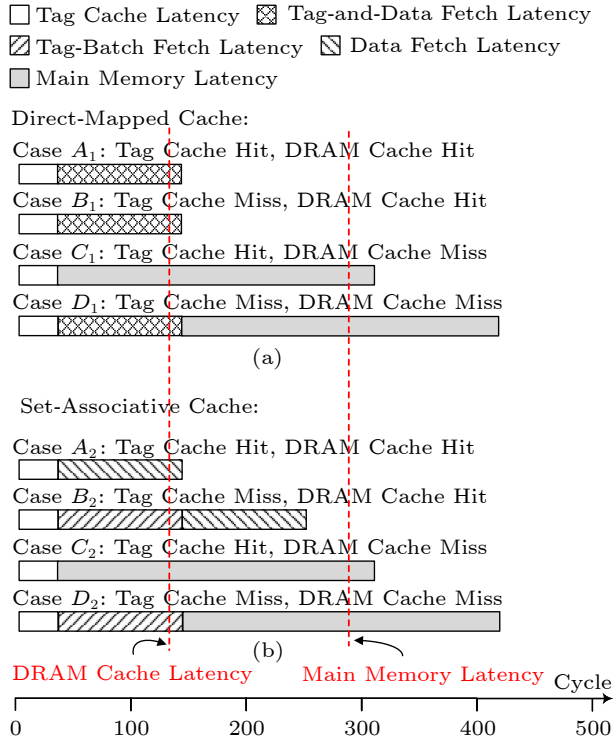 Tag Cache Latency Tag-and-Data Fetch Latency
Tag-Batch Fetch Latency Data Fetch Latency
Main Memory Latency
Direct-Mapped Cache:
Case A1: Tag Cache Hit, DRAM Cache Hit
Case B1: Tag Cache Miss, DRAM Cache Hit
Case C1: Tag Cache Hit, DRAM Cache Miss
Case D1: Tag Cache Miss, DRAM Cache Miss
(a)
Set-Associative Cache:
Case A2: Tag Cache Hit, DRAM Cache Hit
Case B2: Tag Cache Miss, DRAM Cache Hit
Case C2: Tag Cache Hit, DRAM Cache Miss
Case D2: Tag Cache Miss, DRAM Cache Miss
(b)
DRAM Cache Latency Main Memory Latency
Cycle
0 100 200 300 400 500